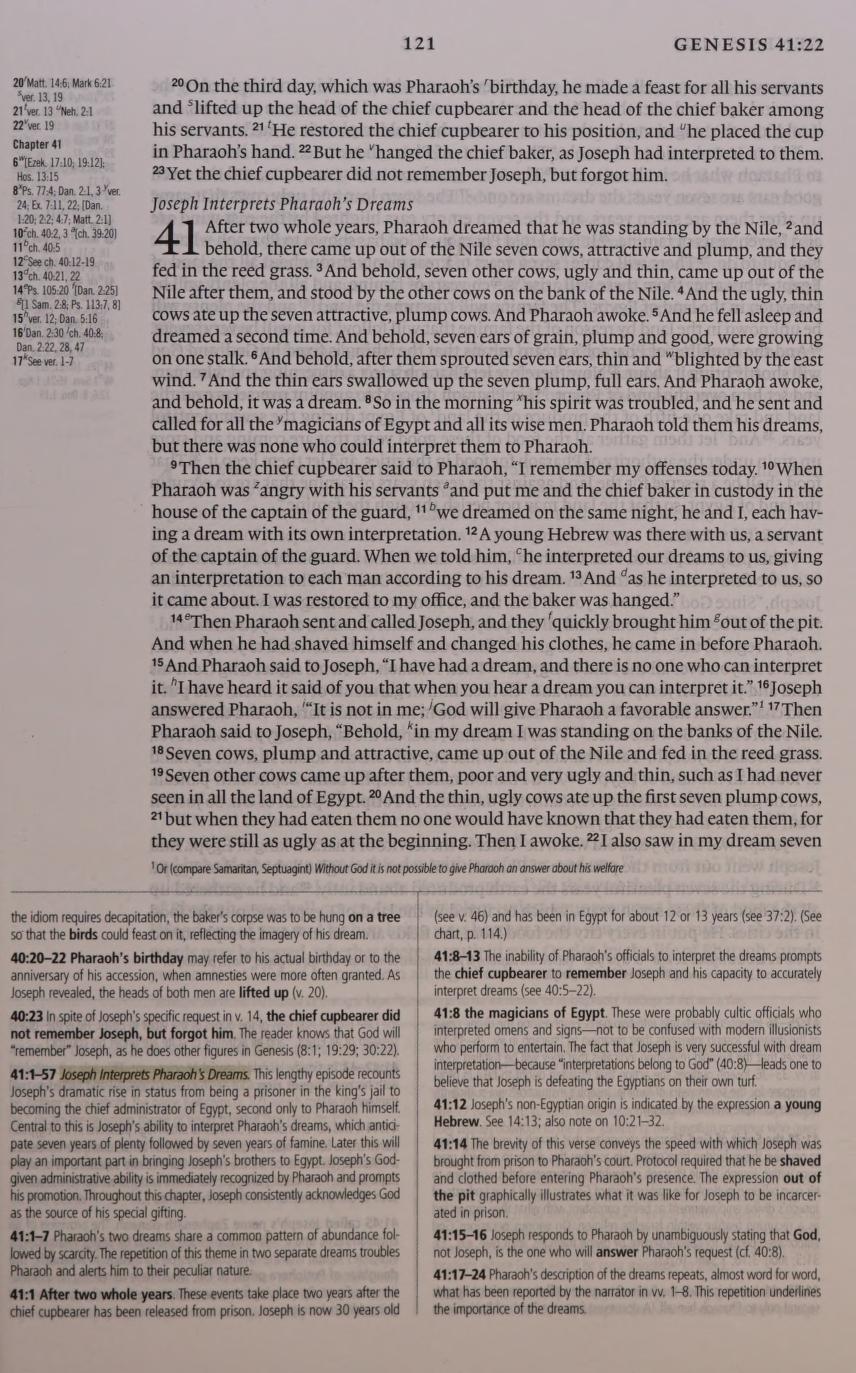 121
GENESIS 41:22
20 r Matt. 14:6; Mark 6:21
s ver. 13, 19
21 t ver. 13 u Neh. 2:1
22 v ver. 19
Chapter 41
6 w [Ezek. 17:10; 19:12];
Hos. 13:15
8 x Ps. 77:4; Dan. 2:1, 3 y ver.
24; Ex. 7:11, 22; [Dan.
1:20; 2:2; 4:7; Matt. 2:1]
10 z ch. 40:2, 3 a [ch. 39:20]
11 b ch. 40:5
12 c See ch. 40:12-19
13 d ch. 40:21, 22
14 e Ps. 105:20 f [Dan. 2:25]
g [1 Sam. 2:8; Ps. 113:7, 8]
15 h ver. 12; Dan. 5:16
16 i Dan. 2:30 j ch. 40:8;
Dan. 2:22, 28, 47
17 k See ver. 1-7
20 On the third day, which was Pharaoh’s r birthday, he made a feast for all his servants
and s lifted up the head of the chief cupbearer and the head of the chief baker among
his servants. 21 t He restored the chief cupbearer to his position, and u he placed the cup
in Pharaoh’s hand. 22 But he v hanged the chief baker, as Joseph had interpreted to them.
23 Yet the chief cupbearer did not remember Joseph, but forgot him.
Joseph Interprets Pharaoh’s Dreams
41 After two whole years, Pharaoh dreamed that he was standing by the Nile, 2 and
behold, there came up out of the Nile seven cows, attractive and plump, and they
fed in the reed grass. 3 And behold, seven other cows, ugly and thin, came up out of the
Nile after them, and stood by the other cows on the bank of the Nile. 4 And the ugly, thin
cows ate up the seven attractive, plump cows. And Pharaoh awoke. 5 And he fell asleep and
dreamed a second time. And behold, seven ears of grain, plump and good, were growing
on one stalk. 6 And behold, after them sprouted seven ears, thin and w blighted by the east
wind. 7 And the thin ears swallowed up the seven plump, full ears. And Pharaoh awoke,
and behold, it was a dream. 8 So in the morning x his spirit was troubled, and he sent and
called for all the y magicians of Egypt and all its wise men. Pharaoh told them his dreams,
but there was none who could interpret them to Pharaoh.
9 Then the chief cupbearer said to Pharaoh, “I remember my offenses today. 10 When
Pharaoh was z angry with his servants a and put me and the chief baker in custody in the
house of the captain of the guard, 11 b we dreamed on the same night, he and I, each hav-
ing a dream with its own interpretation. 12 A young Hebrew was there with us, a servant
of the captain of the guard. When we told him, c he interpreted our dreams to us, giving
an interpretation to each man according to his dream. 13 And d as he interpreted to us, so
it came about. I was restored to my office, and the baker was hanged.”
14 e Then Pharaoh sent and called Joseph, and they f quickly brought him g out of the pit.
And when he had shaved himself and changed his clothes, he came in before Pharaoh.
15 And Pharaoh said to Joseph, “I have had a dream, and there is no one who can interpret
it. h I have heard it said of you that when you hear a dream you can interpret it.” 16 Joseph
answered Pharaoh, i “It is not in me; j God will give Pharaoh a favorable answer.” 1 17 Then
Pharaoh said to Joseph, “Behold, k in my dream I was standing on the banks of the Nile.
18 Seven cows, plump and attractive, came up out of the Nile and fed in the reed grass.
19 Seven other cows came up after them, poor and very ugly and thin, such as I had never
seen in all the land of Egypt. 20 And the thin, ugly cows ate up the first seven plump cows,
21 but when they had eaten them no one would have known that they had eaten them, for
they were still as ugly as at the beginning. Then I awoke. 22 I also saw in my dream seven
1 Or (compare Samaritan, Septuagint) Without God it is not possible to give Pharaoh an answer about his welfare
the idiom requires decapitation, the baker’s corpse was to be hung on a tree
so that the birds could feast on it, reflecting the imagery of his dream.
40:20–22 Pharaoh’s birthday may refer to his actual birthday or to the
anniversary of his accession, when amnesties were more often granted. As
Joseph revealed, the heads of both men are lifted up (v. 20).
40:23 In spite of Joseph’s specific request in v. 14, the chief cupbearer did
not remember Joseph, but forgot him. The reader knows that God will
“remember” Joseph, as he does other figures in Genesis (8:1; 19:29; 30:22).
41:1–57 Joseph Interprets Pharaoh’s Dreams. This lengthy episode recounts
Joseph’s dramatic rise in status from being a prisoner in the king’s jail to
becoming the chief administrator of Egypt, second only to Pharaoh himself.
Central to this is Joseph’s ability to interpret Pharaoh’s dreams, which antici-
pate seven years of plenty followed by seven years of famine. Later this will
play an important part in bringing Joseph’s brothers to Egypt. Joseph’s God-
given administrative ability is immediately recognized by Pharaoh and prompts
his promotion. Throughout this chapter, Joseph consistently acknowledges God
as the source of his special gifting.
41:1–7 Pharaoh’s two dreams share a common pattern of abundance fol-
lowed by scarcity. The repetition of this theme in two separate dreams troubles
Pharaoh and alerts him to their peculiar nature.
41:1 After two whole years. These events take place two years after the
chief cupbearer has been released from prison. Joseph is now 30 years old
(see v. 46) and has been in Egypt for about 12 or 13 years (see 37:2). (See
chart, p. 114.)
41:8–13 The inability of Pharaoh’s officials to interpret the dreams prompts
the chief cupbearer to remember Joseph and his capacity to accurately
interpret dreams (see 40:5–22).
41:8 the magicians of Egypt. These were probably cultic officials who
interpreted omens and signs—not to be confused with modern illusionists
who perform to entertain. The fact that Joseph is very successful with dream
interpretation—because “interpretations belong to God” (40:8)—leads one to
believe that Joseph is defeating the Egyptians on their own turf.
41:12 Joseph’s non-Egyptian origin is indicated by the expression a young
Hebrew. See 14:13; also note on 10:21–32.
41:14 The brevity of this verse conveys the speed with which Joseph was
brought from prison to Pharaoh’s court. Protocol required that he be shaved
and clothed before entering Pharaoh’s presence. The expression out of
the pit graphically illustrates what it was like for Joseph to be incarcer-
ated in prison.
41:15–16 Joseph responds to Pharaoh by unambiguously stating that God,
not Joseph, is the one who will answer Pharaoh’s request (cf. 40:8).
41:17–24 Pharaoh’s description of the dreams repeats, almost word for word,
what has been reported by the narrator in vv. 1–8. This repetition underlines
the importance of the dreams.